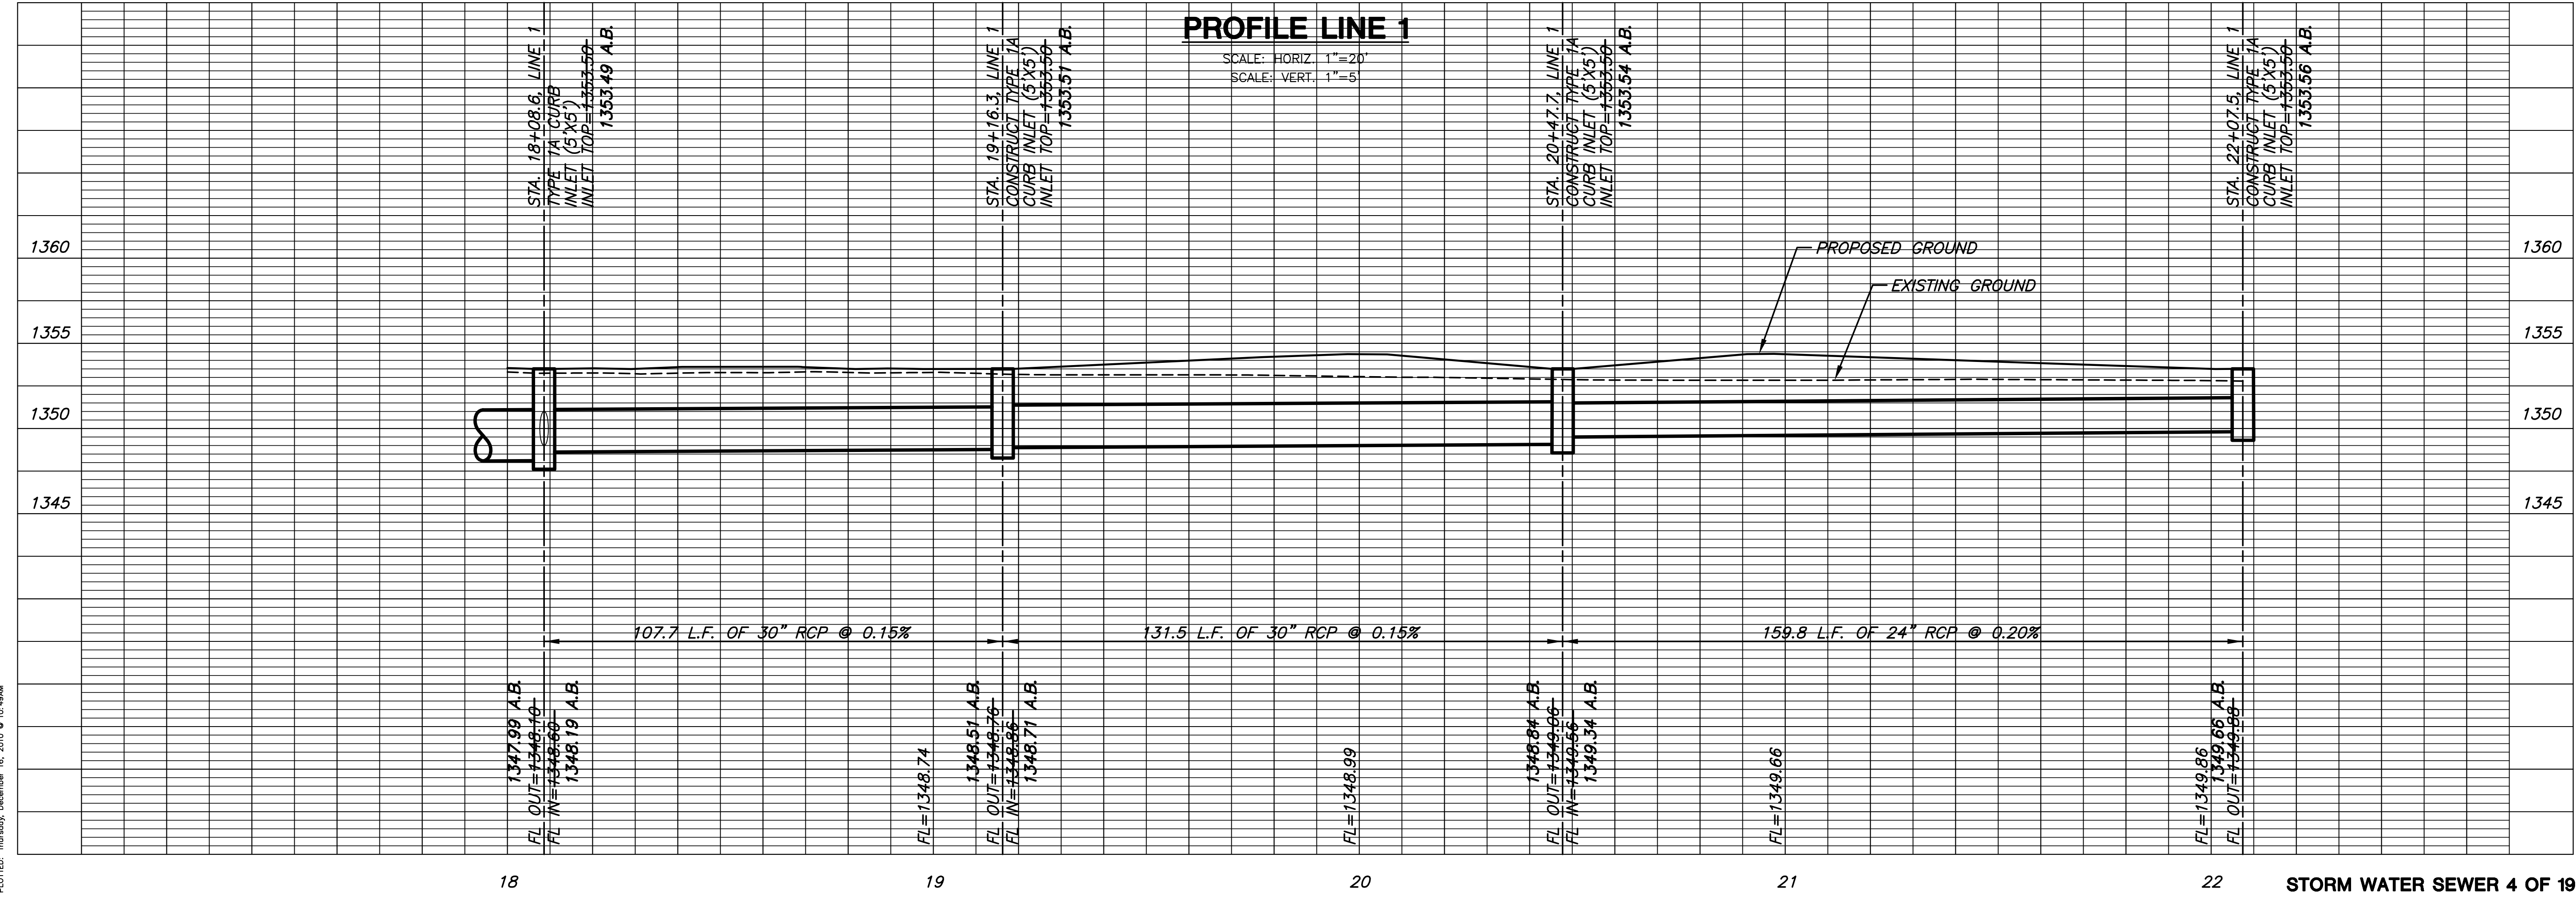 PROFILE LINE 1
SCALE: HORIZ. 1"=20'
SCALE: VERT. 1"=5'
STA. 18+08.6, LINE 1
TYPE 1A CURB
INLET (5'X5')
INLET TOP=1353.50
1353.49 A.B.
STA. 19+16.3, LINE 1
CONSTRUCT TYPE 1A
CURB INLET (5'X5')
INLET TOP=1353.50
1353.51 A.B.
STA. 20+47.7, LINE 1
CONSTRUCT TYPE 1A
CURB INLET (5'X5')
INLET TOP=1353.50
1353.54 A.B.
STA. 22+07.5, LINE 1
CONSTRUCT TYPE 1A
CURB INLET (5'X5')
INLET TOP=1353.50
1353.56 A.B.
1360
1360
PROPOSED GROUND
EXISTING GROUND
1355
1355
1350
1350
1345
1345
107.7 L.F. OF 30" RCP @ 0.15%
131.5 L.F. OF 30" RCP @ 0.15%
159.8 L.F. OF 24" RCP @ 0.20%
1347.99 A.B.
FL OUT=1348.10
FL IN=1348.60
1348.19 A.B.
FL=1348.74
1348.51 A.B.
FL OUT=1348.76
FL IN=1348.86
1348.71 A.B.
FL=1348.99
1348.84 A.B.
FL OUT=1349.06
FL IN=1349.56
1349.34 A.B.
FL=1349.66
FL=1349.86
1349.66 A.B.
FL OUT=1349.88
18
19
20
21
22
STORM WATER SEWER 4 OF 19
PLOTTED: Thursday, December 16, 2010 @ 10:49AM